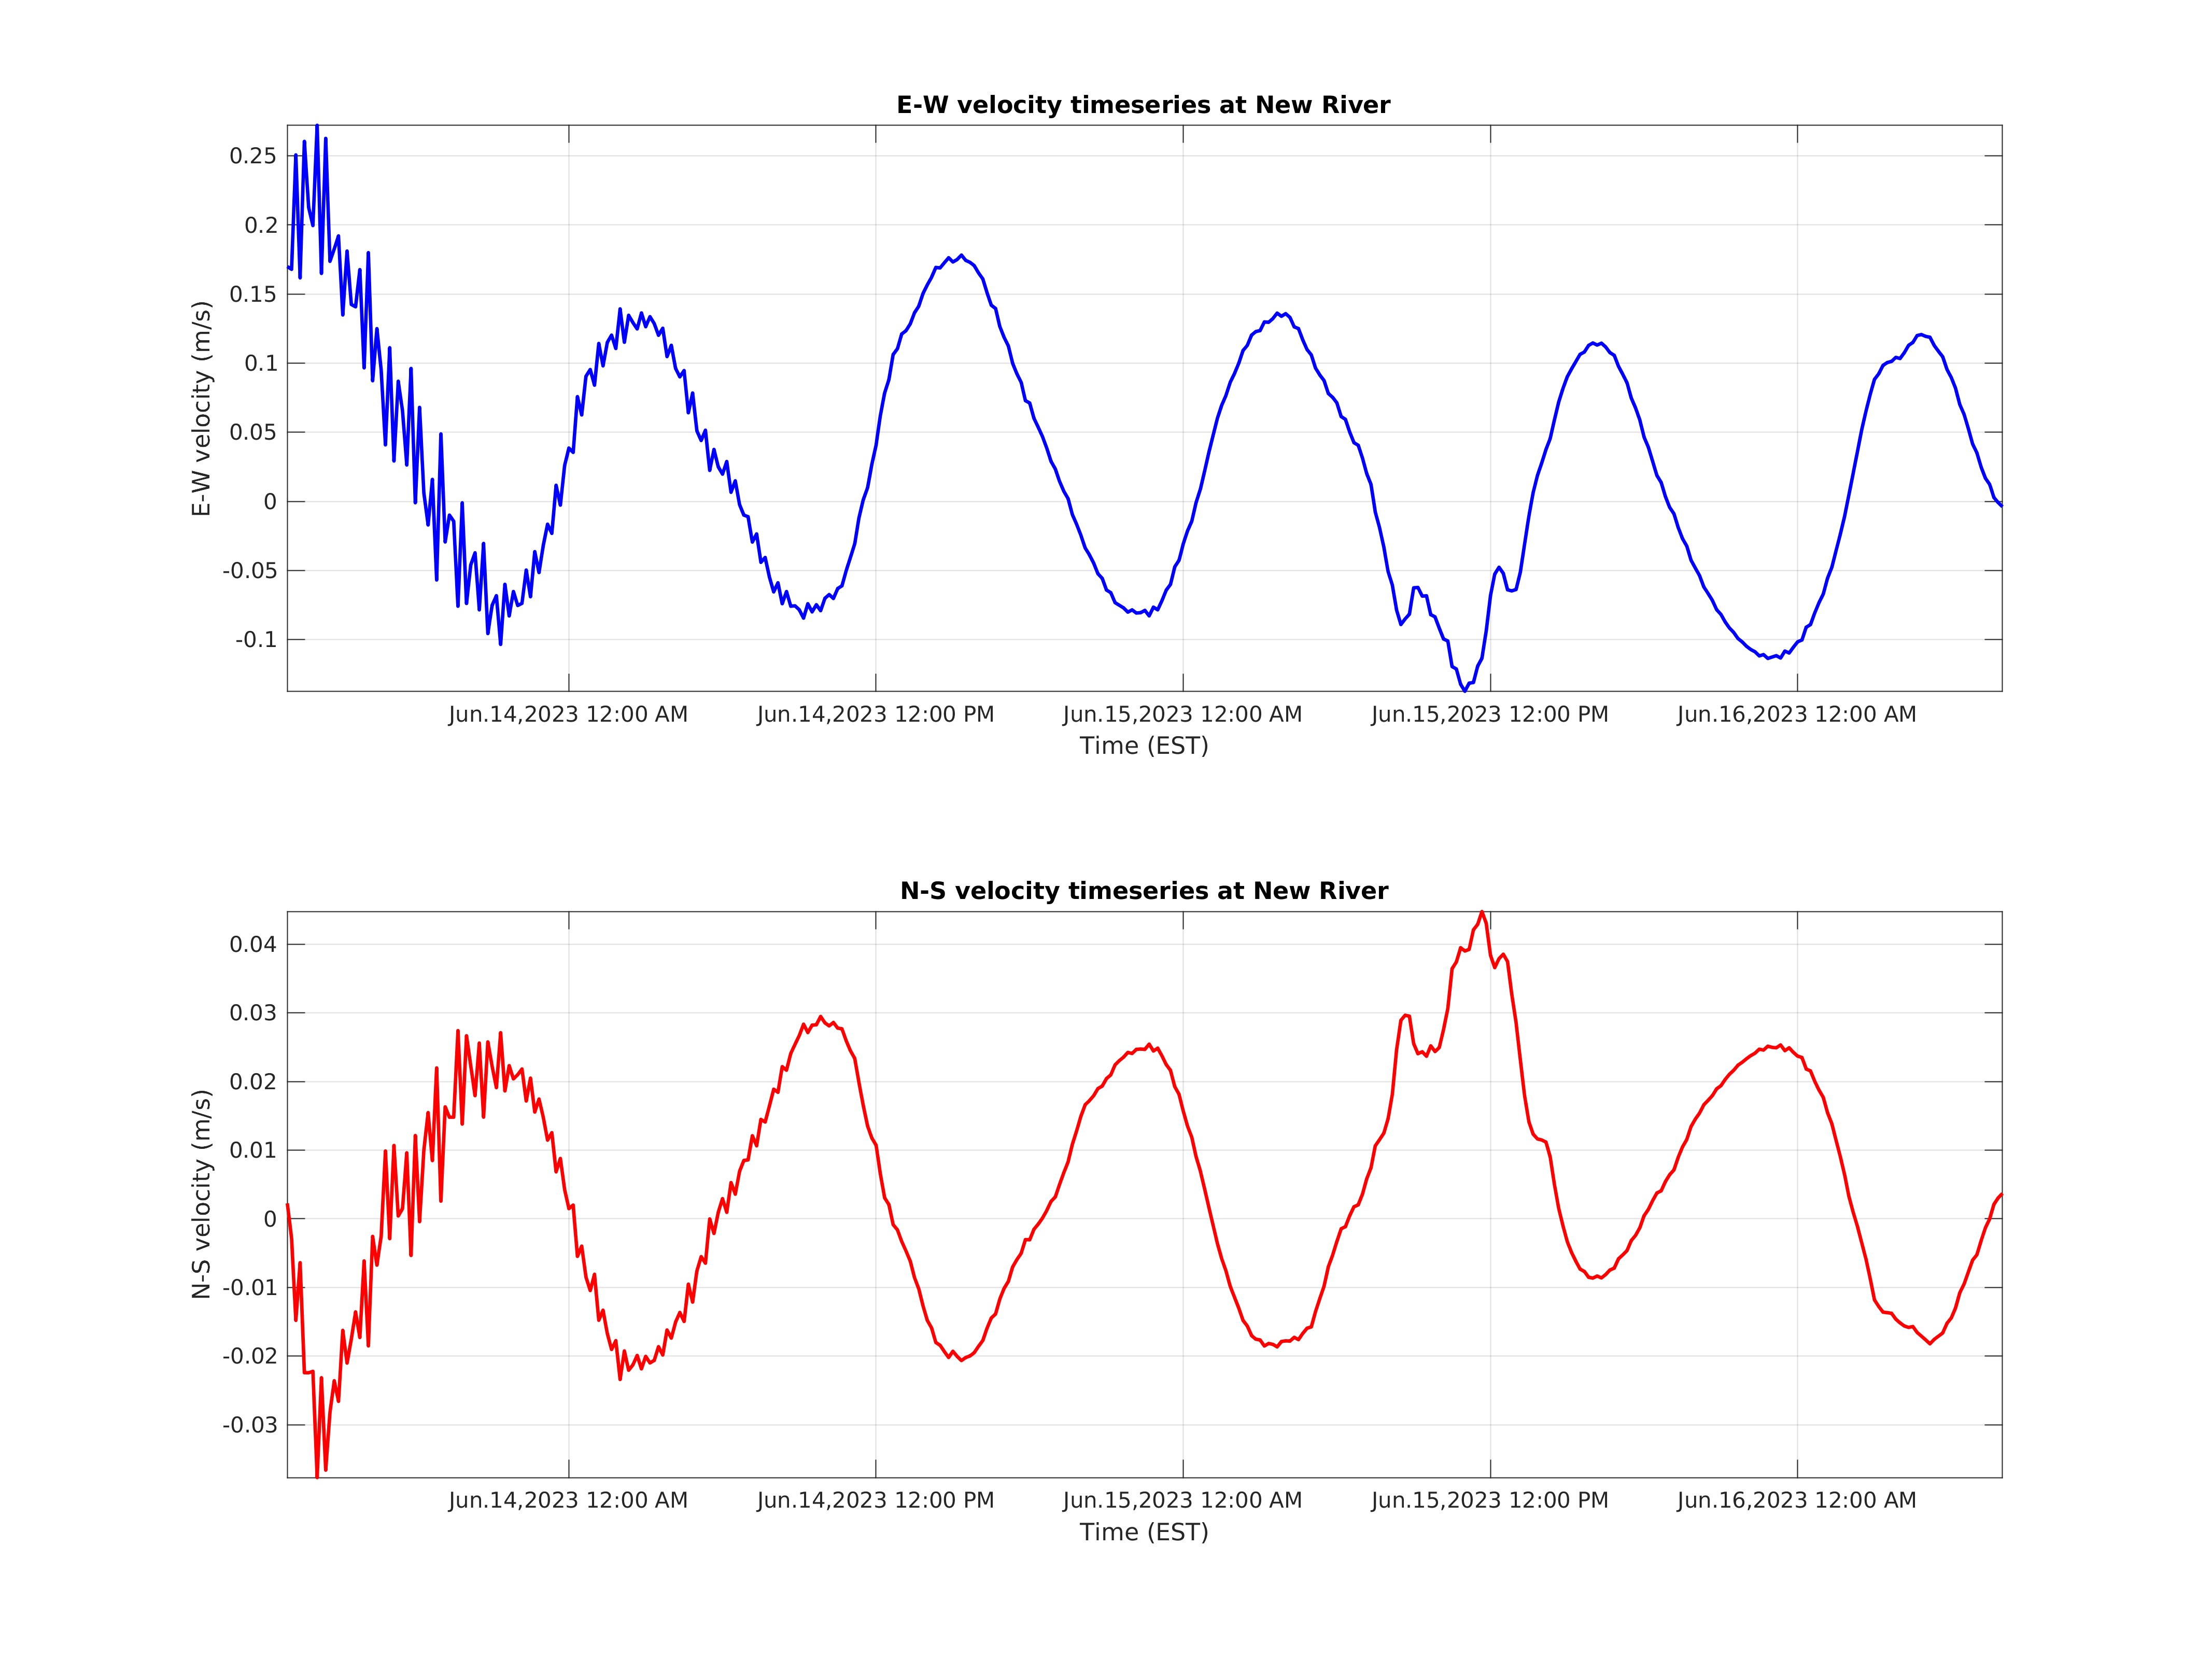 E-W velocity timeseries at New River
0.25
0.2
0.15
0.1
0.05
0
-0.05
-0.1
E-W velocity (m/s)
Jun.14,2023 12:00 AM
Jun.14,2023 12:00 PM
Jun.15,2023 12:00 AM
Jun.15,2023 12:00 PM
Jun.16,2023 12:00 AM
Time (EST)
N-S velocity timeseries at New River
0.04
0.03
0.02
0.01
0
-0.01
-0.02
-0.03
N-S velocity (m/s)
Jun.14,2023 12:00 AM
Jun.14,2023 12:00 PM
Jun.15,2023 12:00 AM
Jun.15,2023 12:00 PM
Jun.16,2023 12:00 AM
Time (EST)